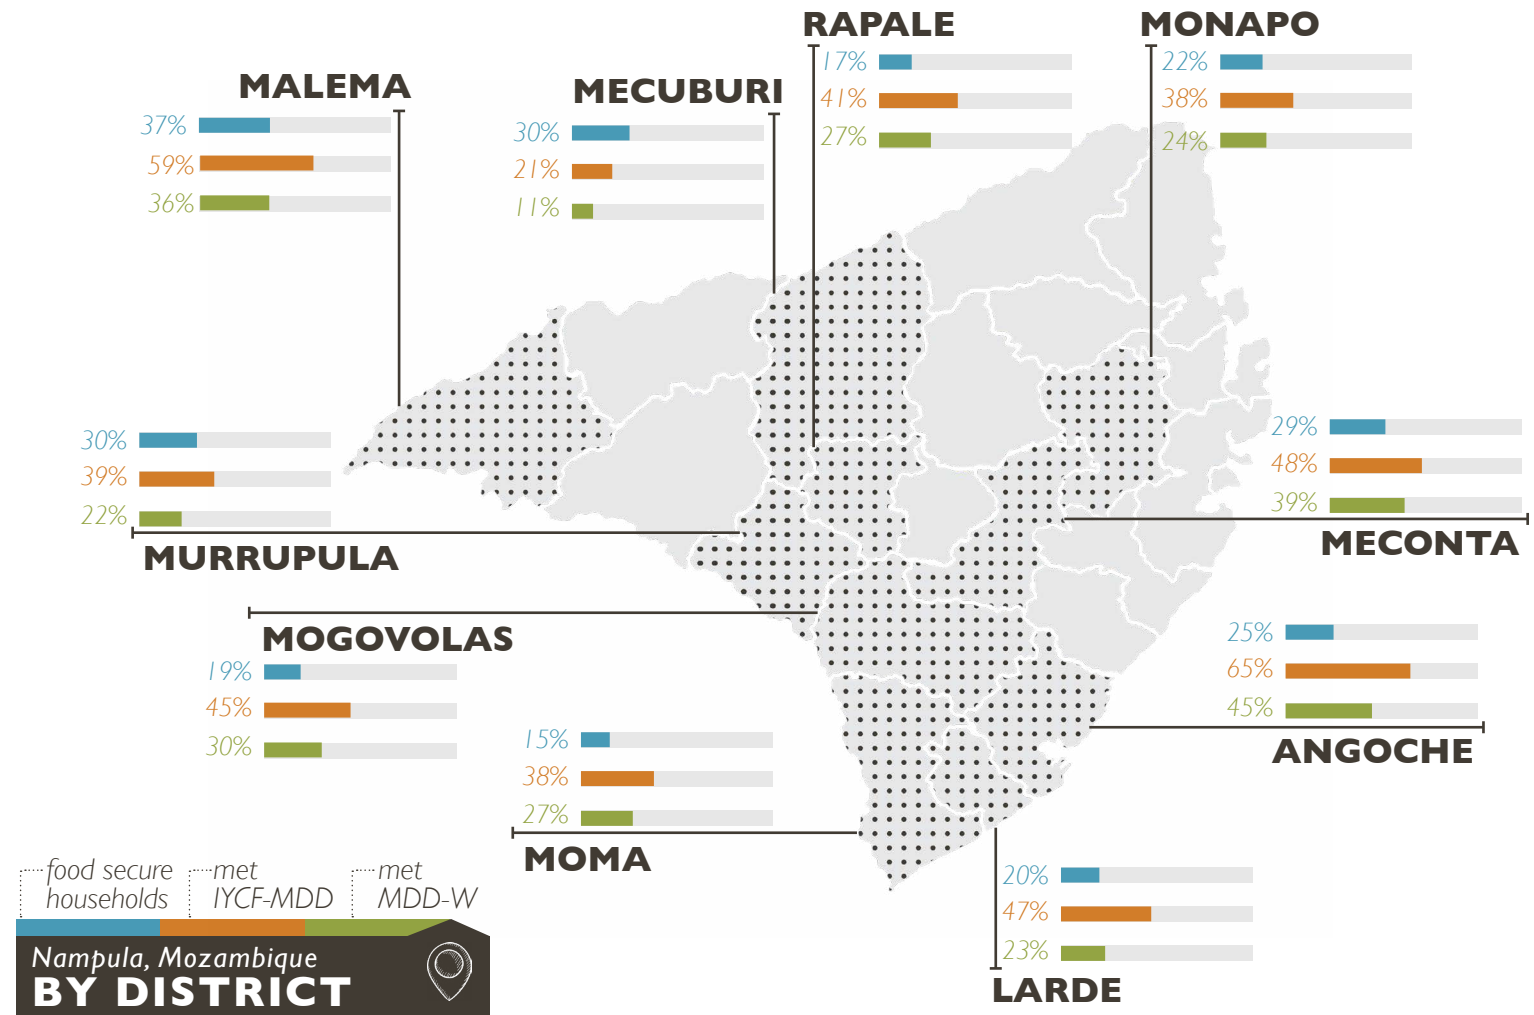 RAPALE
17%
41%
27%
MONAPO
22%
38%
24%
MALEMA
37%
59%
36%
MECUBURI
30%
21%
11%
30%
39%
22%
MURRUPULA
29%
48%
39%
MECONTA
MOGOVOLAS
19%
45%
30%
25%
65%
45%
ANGOCHE
15%
38%
27%
MOMA
20%
47%
23%
LARDE
food secure
households
met
IYCF-MDD
met
MDD-W
Nampula, Mozambique
BY DISTRICT